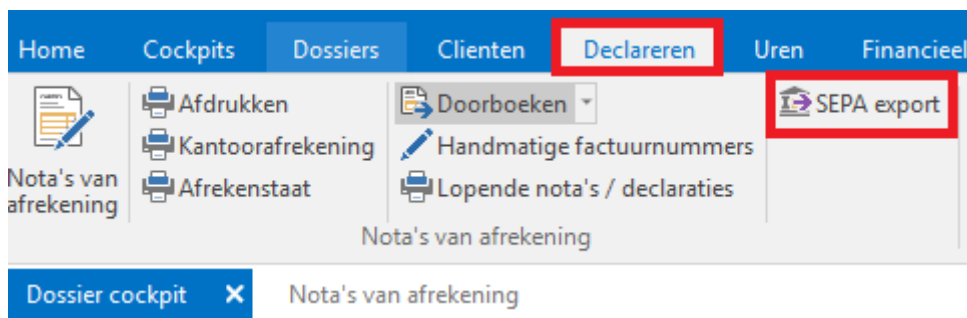 Home Cockpits Dossiers Clienten Declareren Uren Financieel
Afdrukken Doorboeken SEPA export
Kantoorafrekening Handmatige factuurnummers
Nota's van
afrekening Afrekenstaat Lopende nota's / declaraties
Nota's van afrekening
Dossier cockpit Nota's van afrekening